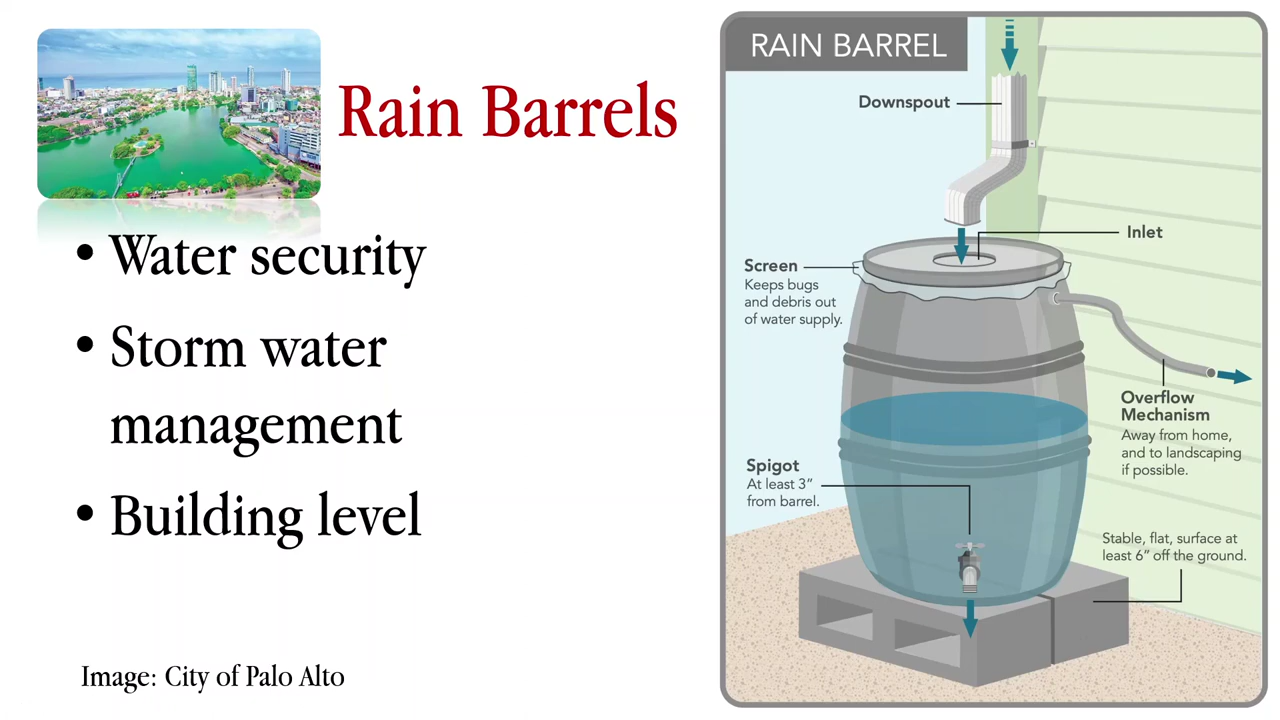 Rain Barrels
• Water security
• Storm water
management
• Building level
Image: City of Palo Alto
RAIN BARREL
Downspout
Inlet
Screen
Keeps bugs
and debris out
of water supply.
Overflow
Mechanism
Away from home,
and to landscaping
if possible.
Spigot
At least 3”
from barrel.
Stable, flat, surface at
least 6” off the ground.